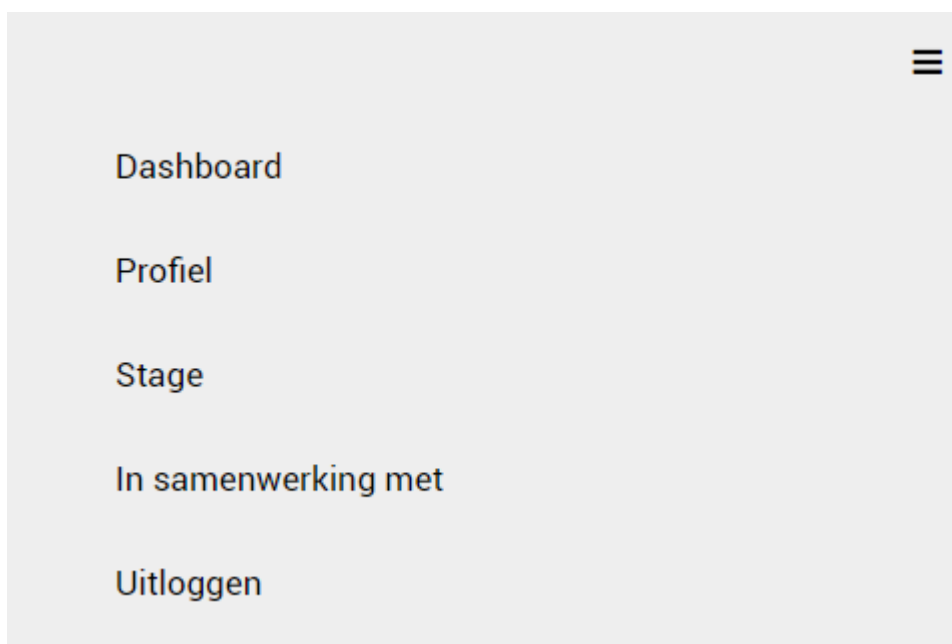 Dashboard
Profiel
Stage
In samenwerking met
Uitloggen